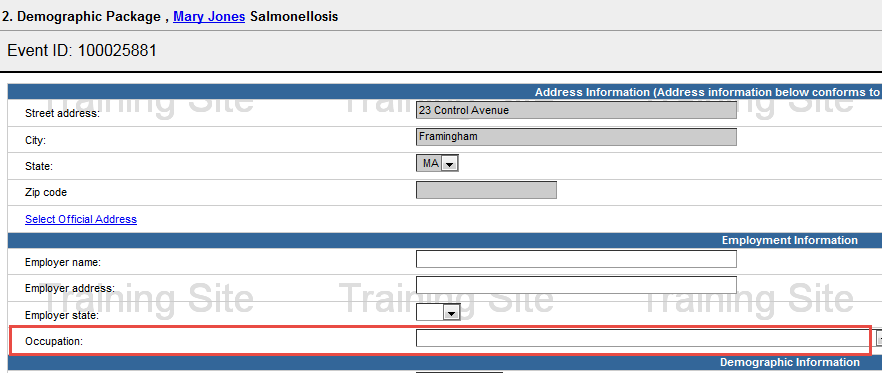 2. Demographic Package , Mary Jones Salmonellosis
Event ID: 100025881
Address Information (Address information below conforms to
Training Site Training Site Training Site
Street address: 23 Control Avenue
City: Framingham
State: MA
Zip code
Select Official Address
Employment Information
Employer name:
Employer address:
Training Site Training Site Training Site
Employer state:
Occupation:
Demographic Information